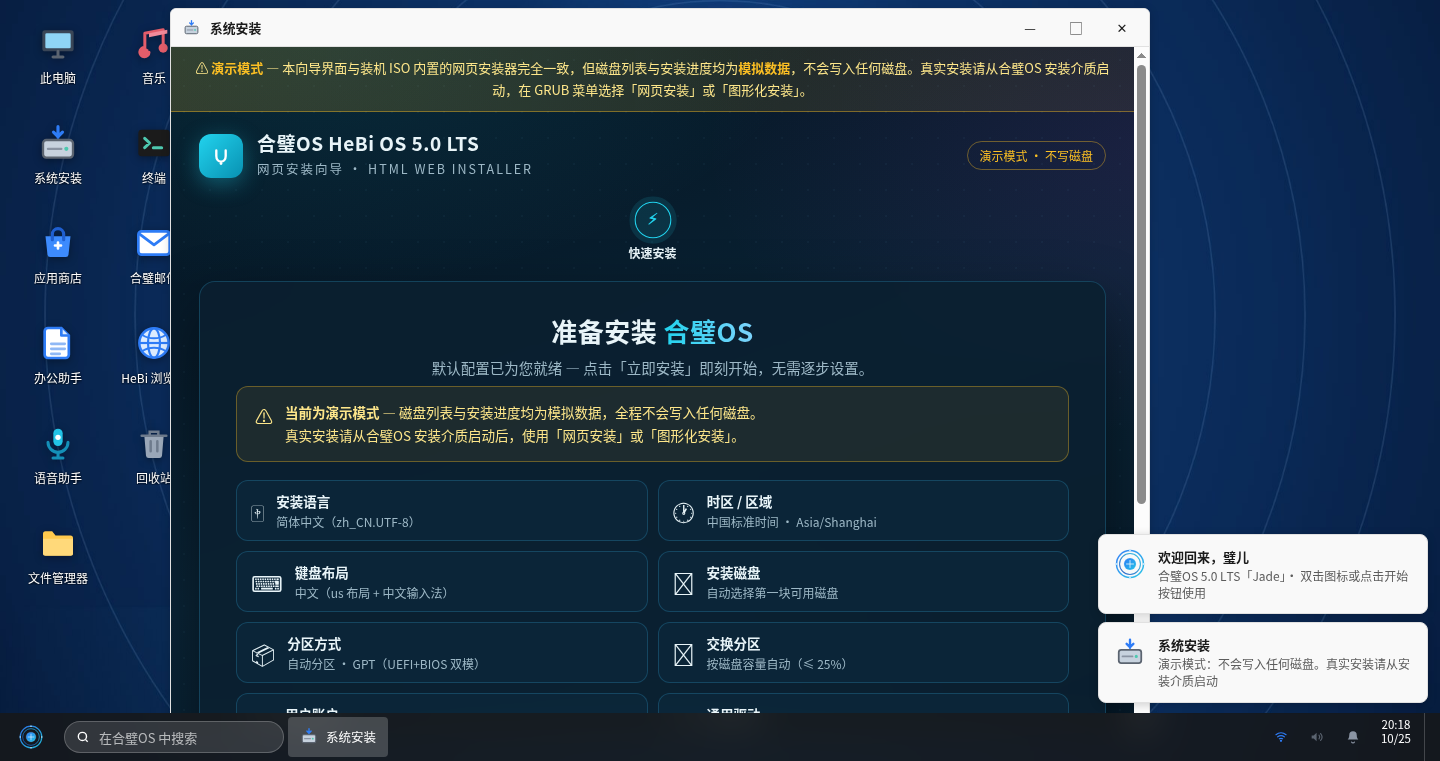 系统安装
⚠ 演示模式 — 本向导界面与装机 ISO 内置的网页安装器完全一致，但磁盘列表与安装进度均为模拟数据，不会写入任何磁盘。真实安装请从合璧OS 安装介质启
动，在 GRUB 菜单选择「网页安装」或「图形化安装」。
合璧OS HeBi OS 5.0 LTS
网页安装向导 • HTML WEB INSTALLER
演示模式 • 不写磁盘
快速安装
准备安装 合璧OS
默认配置已为您就绪 — 点击「立即安装」即刻开始，无需逐步设置。
当前为演示模式 — 磁盘列表与安装进度均为模拟数据，全程不会写入任何磁盘。
真实安装请从合璧OS 安装介质启动后，使用「网页安装」或「图形化安装」。
安装语言
简体中文（zh_CN.UTF-8）
时区 / 区域
中国标准时间 • Asia/Shanghai
键盘布局
中文（us 布局 + 中文输入法）
安装磁盘
自动选择第一块可用磁盘
分区方式
自动分区 • GPT（UEFI+BIOS 双模）
交换分区
按磁盘容量自动（≤ 25%）
此电脑
音乐
系统安装
终端
应用商店
合璧邮
办公助手
HeBi 浏
语音助手
回收站
文件管理器
欢迎回来，璧儿
合璧OS 5.0 LTS「Jade」• 双击图标或点击开始
按钮使用
系统安装
演示模式：不会写入任何磁盘。真实安装请从安
装介质启动
在合璧OS 中搜索
系统安装
20:18
10/25